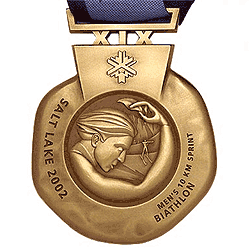 XIX
SALT LAKE 2002
MEN'S 10 KM SPRINT
BIATHLON